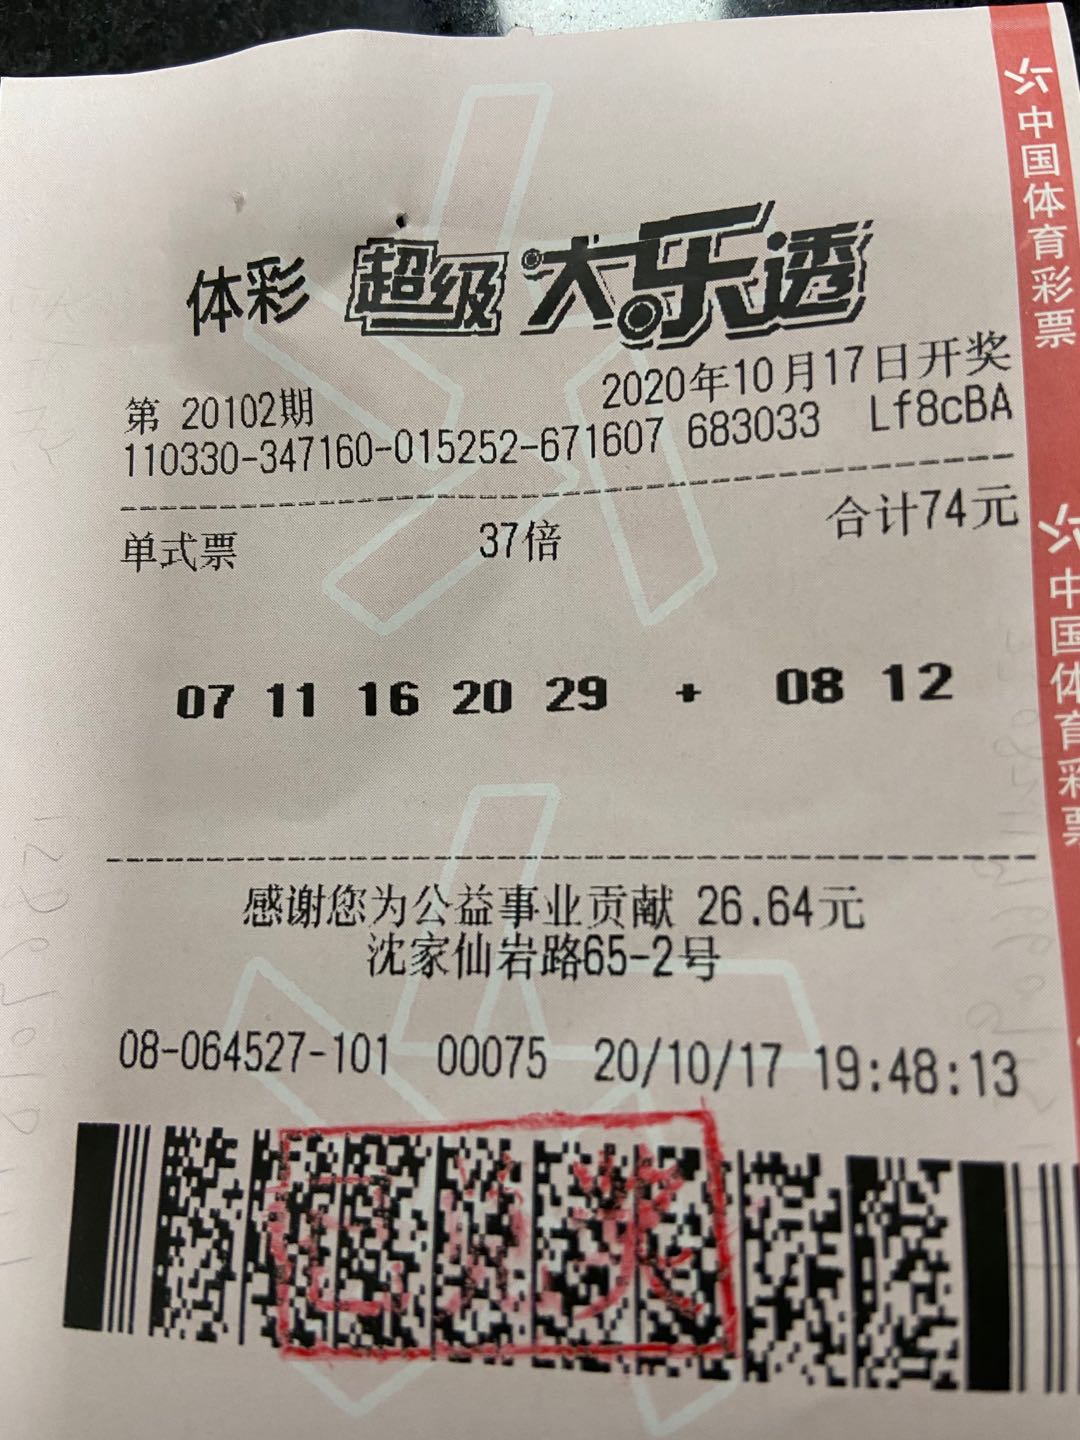 体彩 超级大乐透
第 20102期 2020年10月17日开奖
110330-347160-015252-671607 683033 Lf8cBA
单式票 37倍 合计74元
07 11 16 20 29 + 08 12
感谢您为公益事业贡献 26.64元
沈家仙岩路65-2号
08-064527-101 00075 20/10/17 19:48:13
已兑奖
中国体育彩票
中国体育彩票